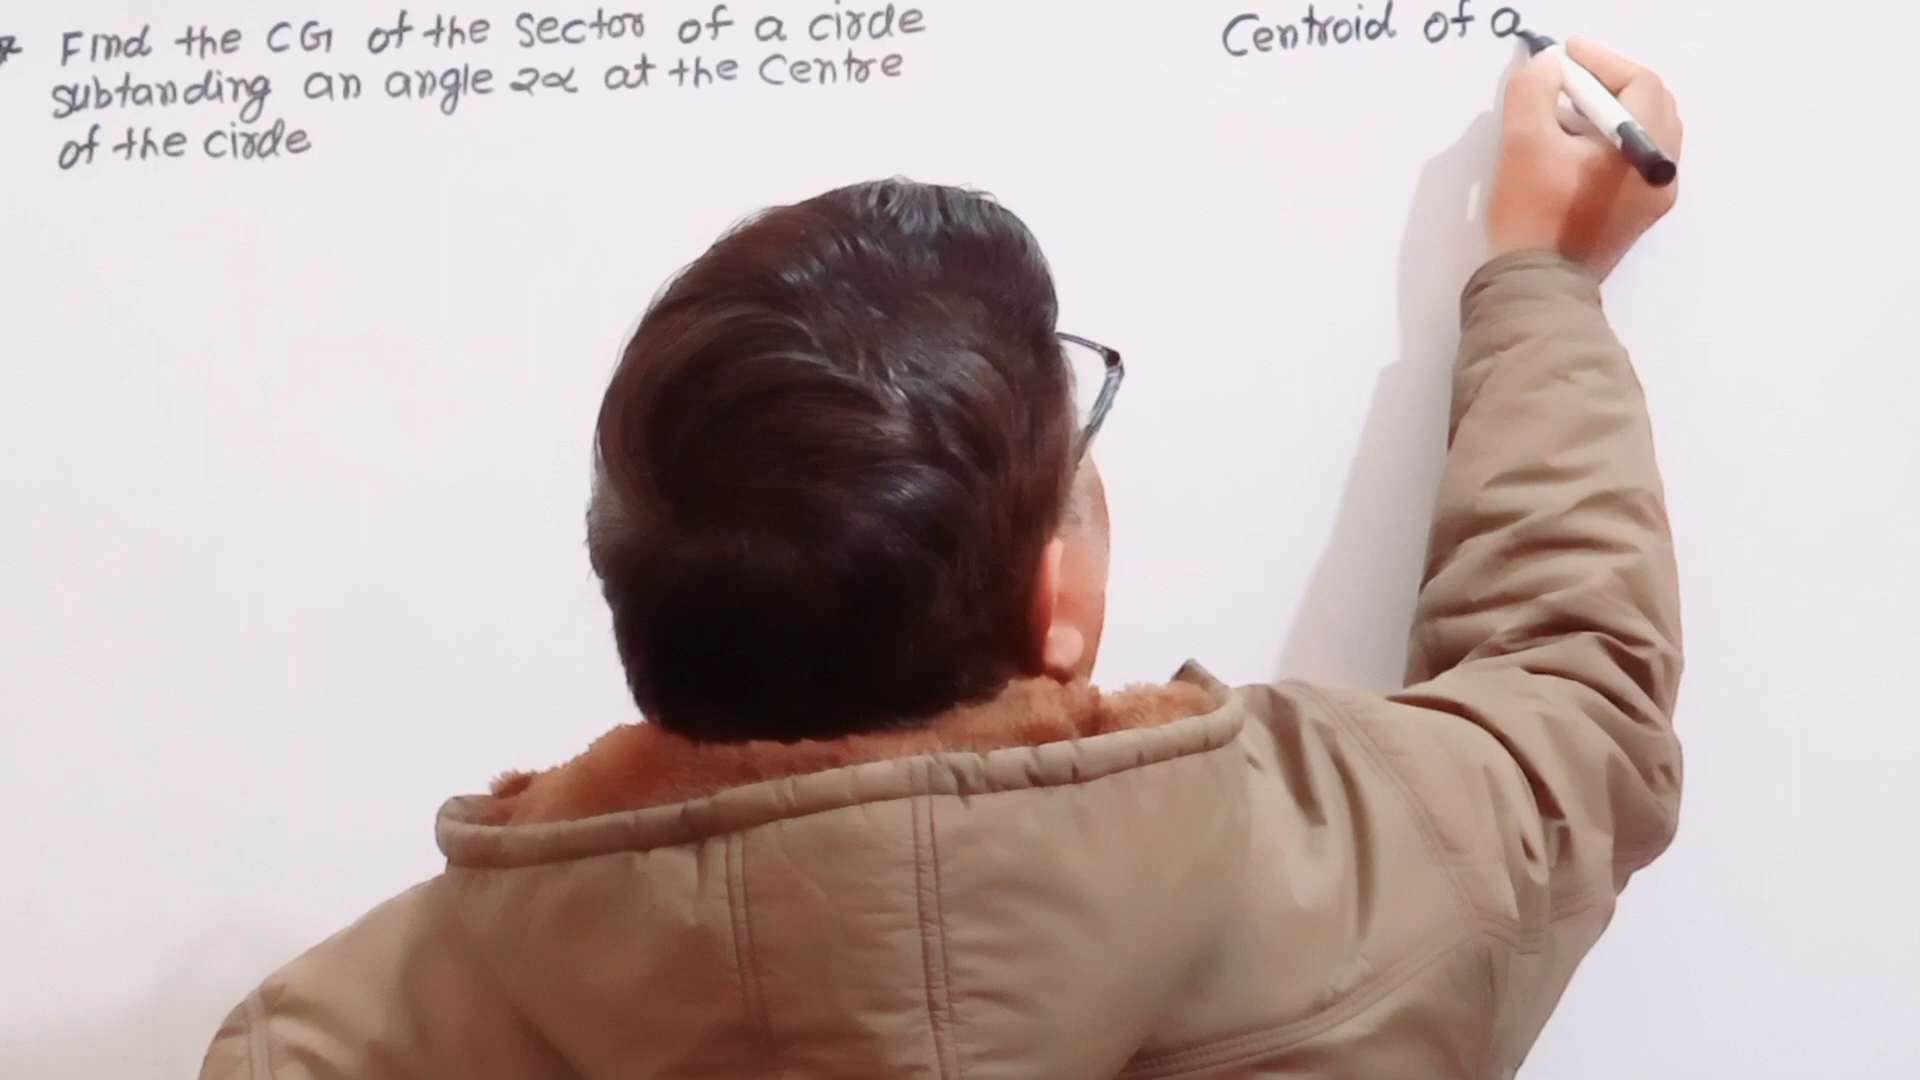 Find the CG of the sector of a circle
subtanding an angle 2α at the Centre
of the circle
Centroid of a